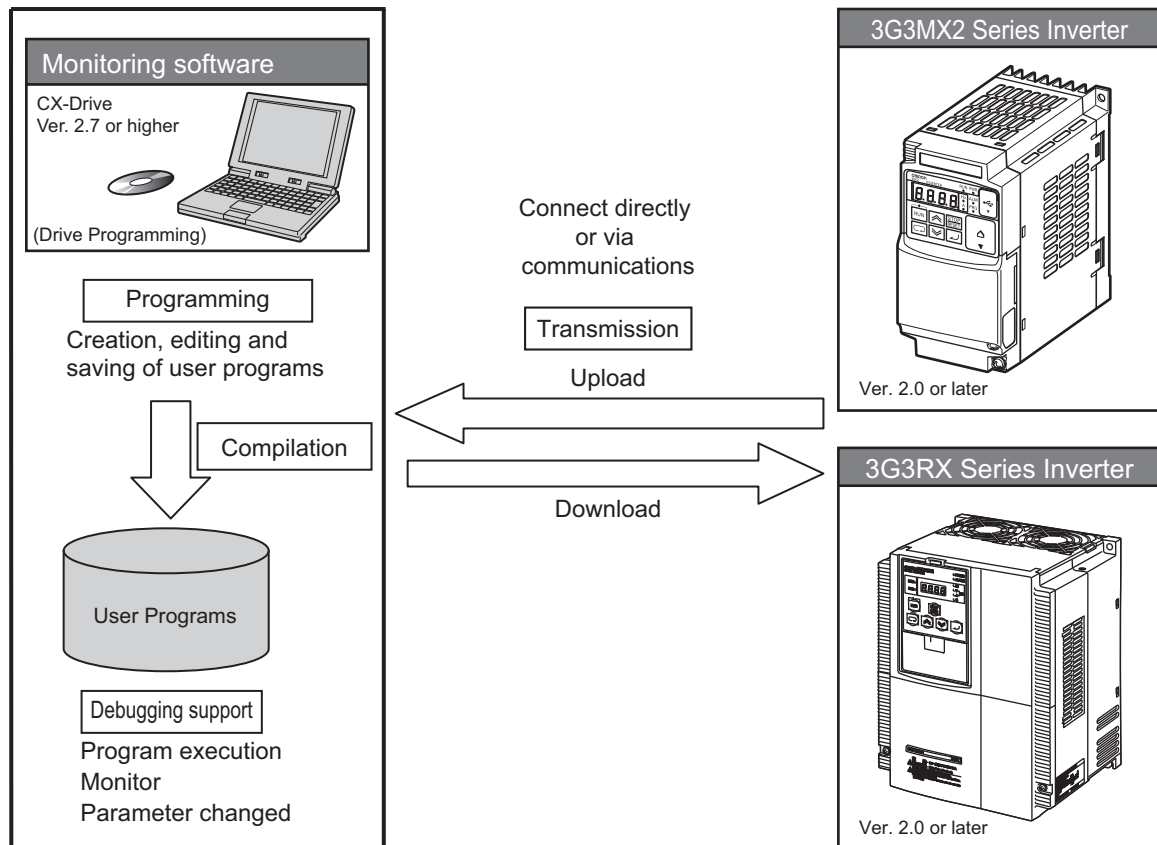 Monitoring software
CX-Drive
Ver. 2.7 or higher
(Drive Programming)
Programming
Creation, editing and
saving of user programs
Compilation
User Programs
Debugging support
Program execution
Monitor
Parameter changed
Connect directly
or via
communications
Transmission
Upload
Download
3G3MX2 Series Inverter
RUN
Ver. 2.0 or later
3G3RX Series Inverter
Ver. 2.0 or later